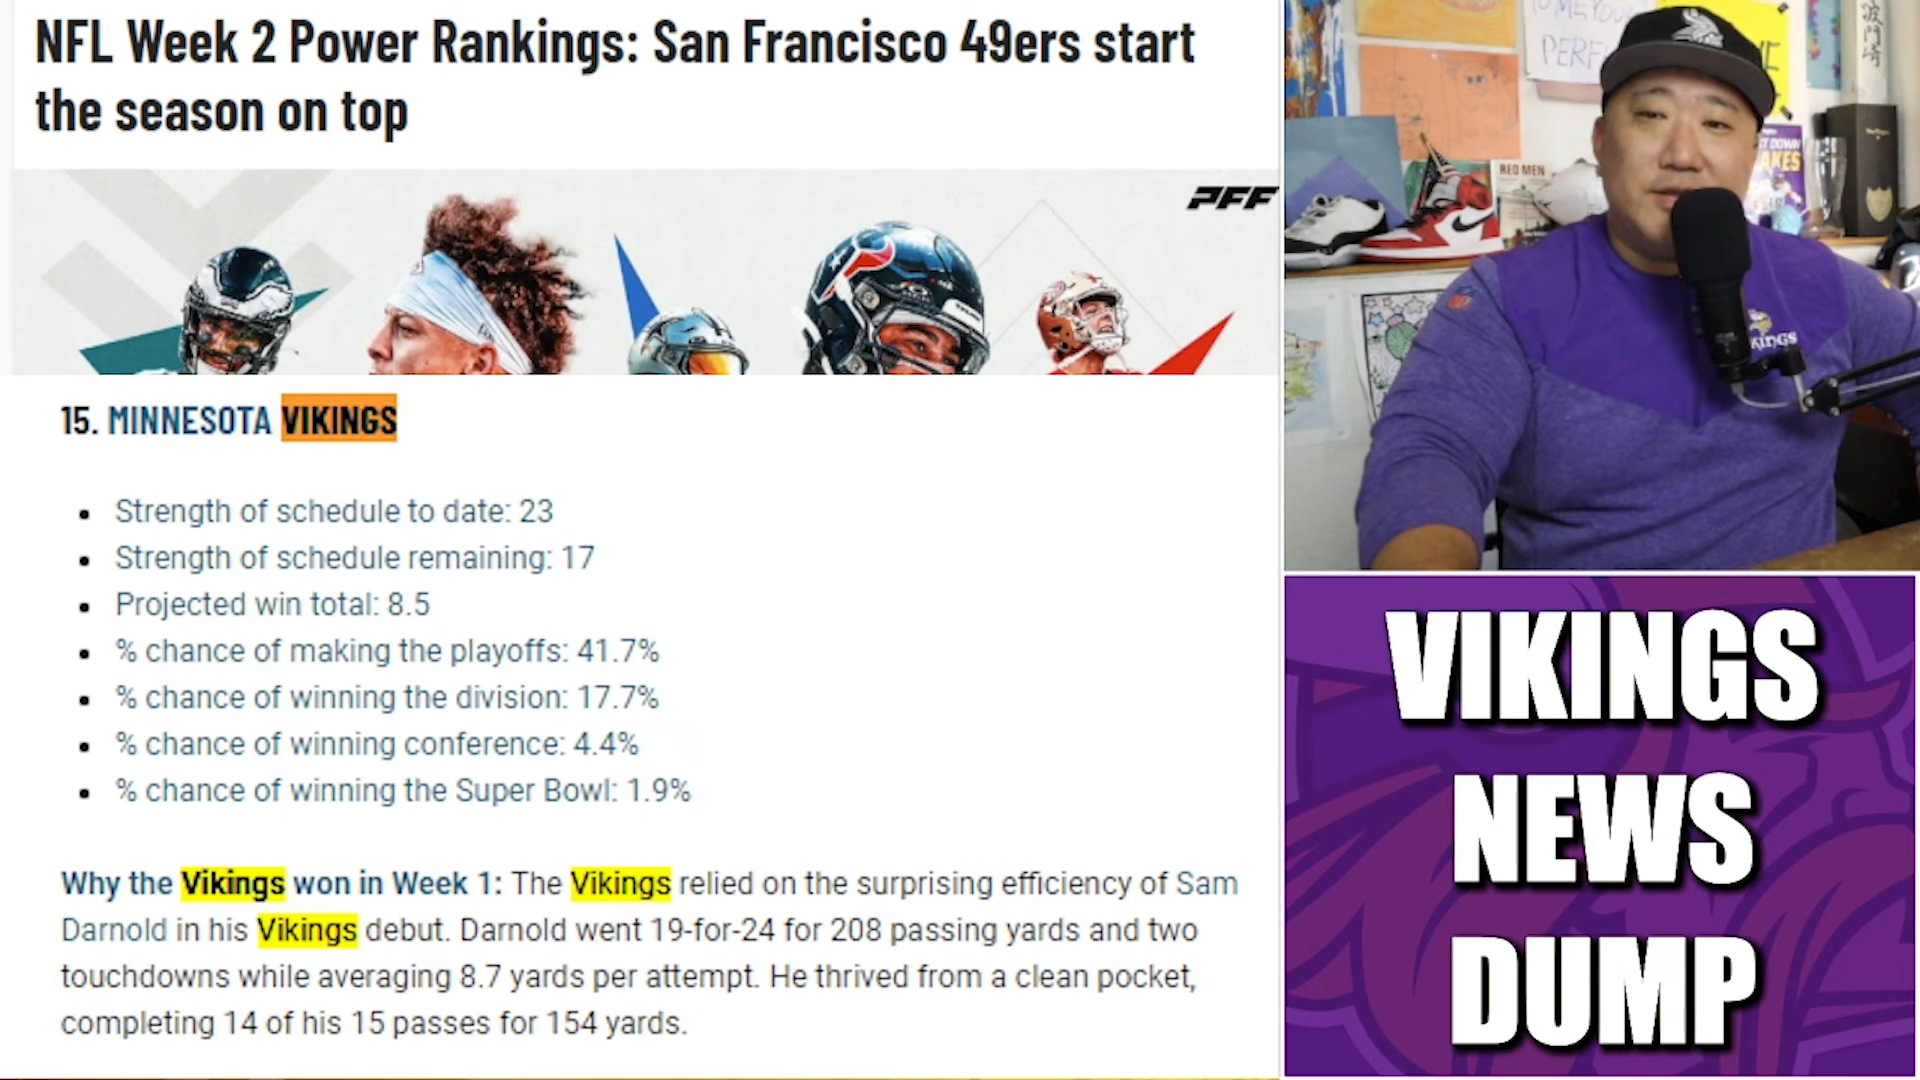 NFL Week 2 Power Rankings: San Francisco 49ers start
the season on top
PFF
15. MINNESOTA VIKINGS
• Strength of schedule to date: 23
• Strength of schedule remaining: 17
• Projected win total: 8.5
• % chance of making the playoffs: 41.7%
• % chance of winning the division: 17.7%
• % chance of winning conference: 4.4%
• % chance of winning the Super Bowl: 1.9%
Why the Vikings won in Week 1: The Vikings relied on the surprising efficiency of Sam
Darnold in his Vikings debut. Darnold went 19-for-24 for 208 passing yards and two
touchdowns while averaging 8.7 yards per attempt. He thrived from a clean pocket,
completing 14 of his 15 passes for 154 yards.
RED MEN
VIKINGS
NEWS
DUMP